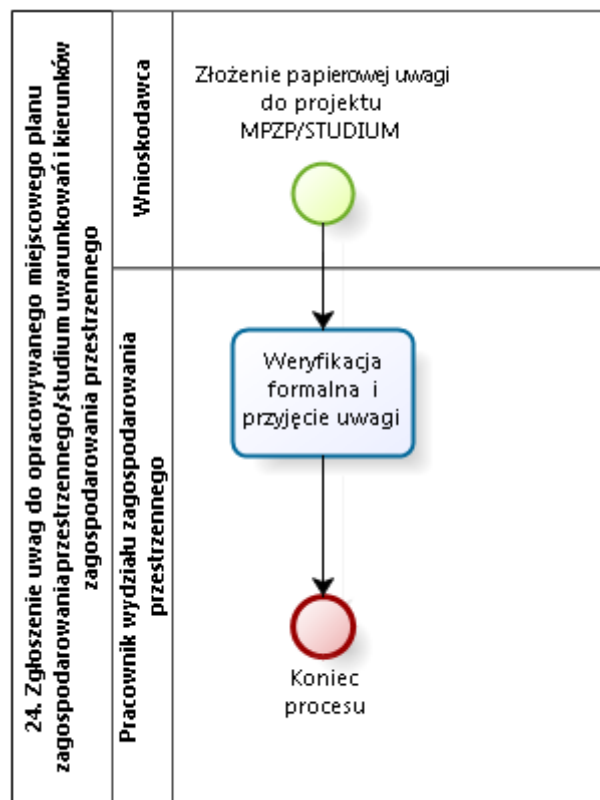 24. Zgłoszenie uwag do opracowywanego miejscowego planu
zagospodarowania przestrzennego/studium uwarunkowań i kierunków
zagospodarowania przestrzennego
Wnioskodawca
Złożenie papierowej uwagi
do projektu
MPZP/STUDIUM
Pracownik wydziału zagospodarowania
przestrzennego
Weryfikacja
formalna i
przyjęcie uwagi
Koniec
procesu